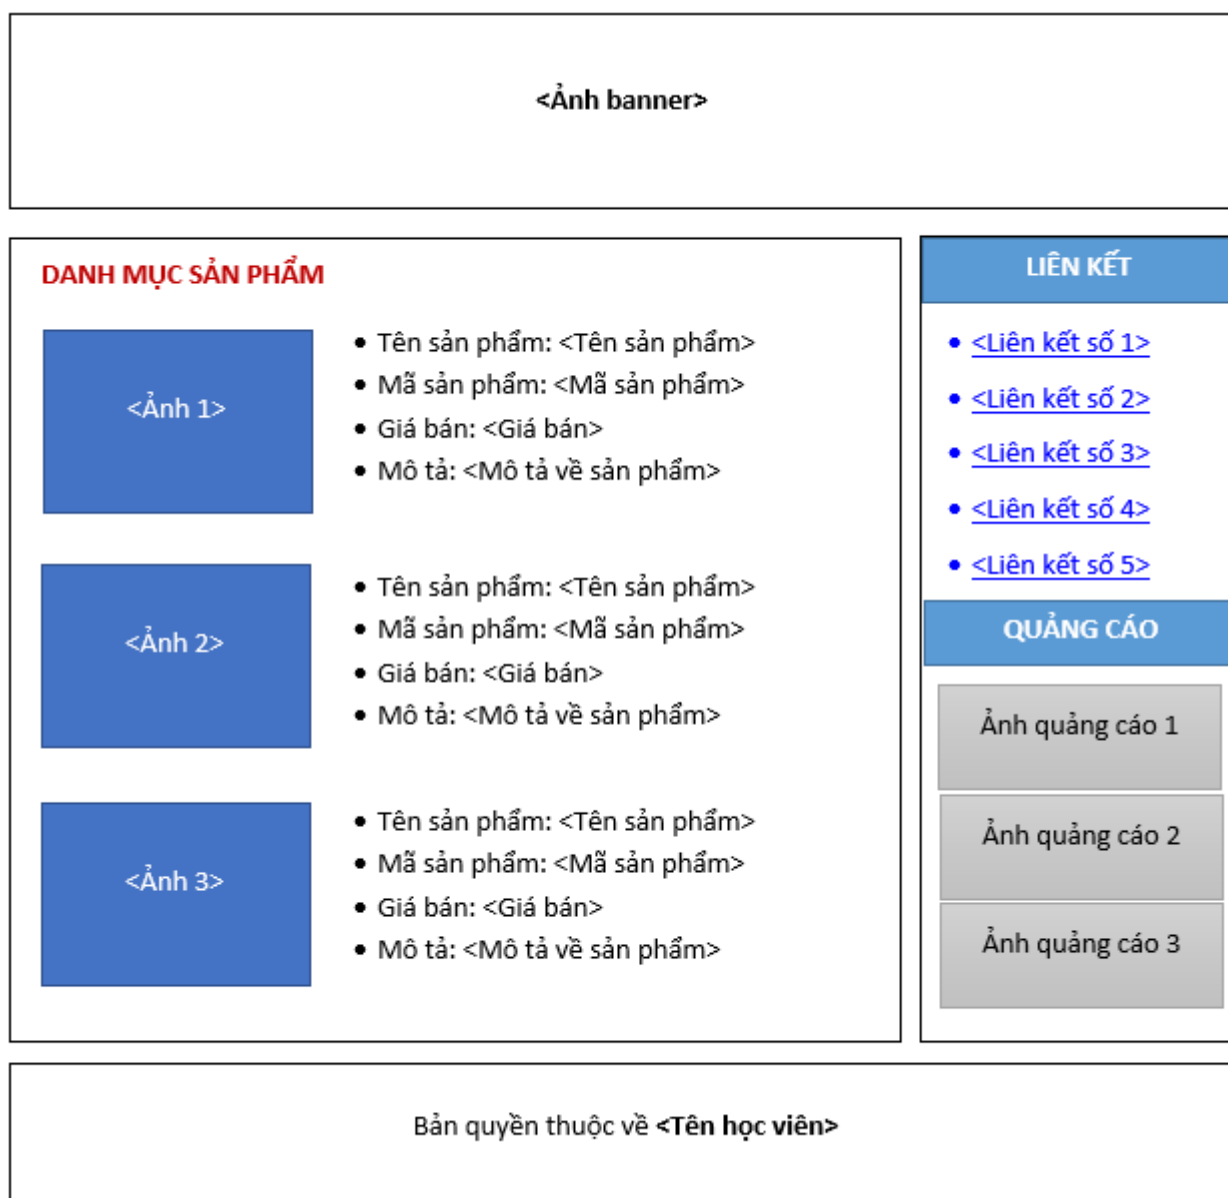 <Ảnh banner>
DANH MỤC SẢN PHẨM
<Ảnh 1>
• Tên sản phẩm: <Tên sản phẩm>
• Mã sản phẩm: <Mã sản phẩm>
• Giá bán: <Giá bán>
• Mô tả: <Mô tả về sản phẩm>
<Ảnh 2>
• Tên sản phẩm: <Tên sản phẩm>
• Mã sản phẩm: <Mã sản phẩm>
• Giá bán: <Giá bán>
• Mô tả: <Mô tả về sản phẩm>
<Ảnh 3>
• Tên sản phẩm: <Tên sản phẩm>
• Mã sản phẩm: <Mã sản phẩm>
• Giá bán: <Giá bán>
• Mô tả: <Mô tả về sản phẩm>
LIÊN KẾT
• <Liên kết số 1>
• <Liên kết số 2>
• <Liên kết số 3>
• <Liên kết số 4>
• <Liên kết số 5>
QUẢNG CÁO
Ảnh quảng cáo 1
Ảnh quảng cáo 2
Ảnh quảng cáo 3
Bản quyền thuộc về <Tên học viên>